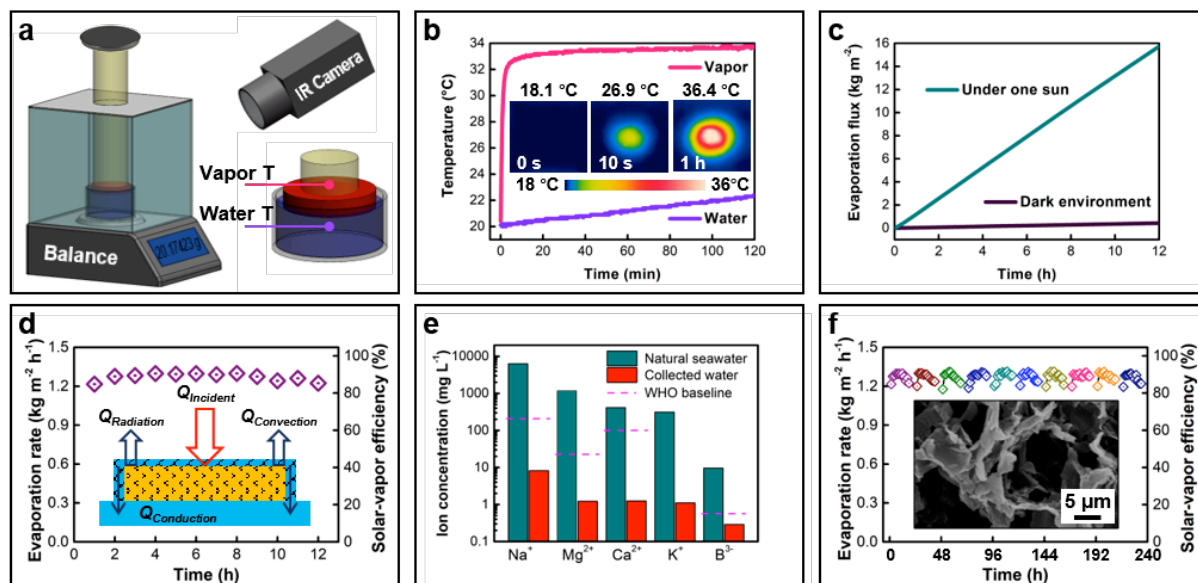 a
IR Camera
Vapor T
Water T
Balance
20.17423 g
b
Temperature (°C)
34
32
30
28
26
24
22
20
Vapor
18.1 °C
26.9 °C
36.4 °C
0 s
10 s
1 h
18 °C
36°C
Water
0
20
40
60
80
100
120
Time (min)
c
Evaporation flux (kg m-2)
16
14
12
10
8
6
4
2
0
Under one sun
Dark environment
0
2
4
6
8
10
12
Time (h)
d
Evaporation rate (kg m-2 h-1)
1.5
1.2
0.9
0.6
0.3
0.0
QIncident
QRadiation
QConvection
QConduction
100
80
60
40
20
0
Solar-vapor efficiency (%)
0
2
4
6
8
10
12
Time (h)
e
Ion concentration (mg L-1)
10000
1000
100
10
1
0.1
Natural seawater
Collected water
WHO baseline
Na+
Mg2+
Ca2+
K+
B3-
f
Evaporation rate (kg m-2 h-1)
1.5
1.2
0.9
0.6
0.3
0.0
5 μm
100
80
60
40
20
0
Solar-vapor efficiency (%)
0
48
96
144
192
240
Time (h)